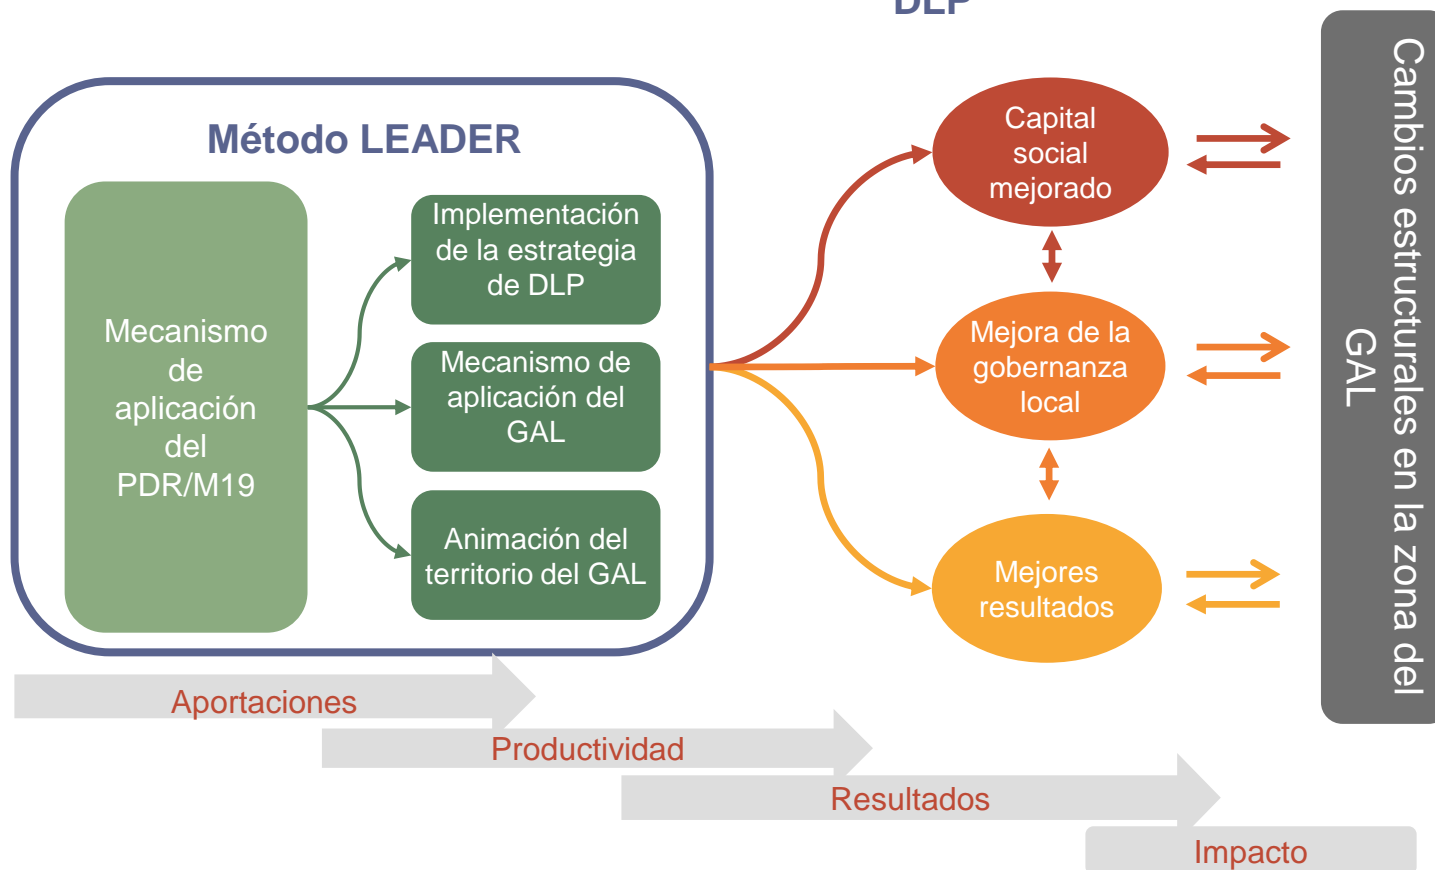 DLP
Método LEADER
Mecanismo
de
aplicación
del
PDR/M19
Implementación
de la estrategia
de DLP
Mecanismo de
aplicación del
GAL
Animación del
territorio del GAL
Capital
social
mejorado
Mejora de la
gobernanza
local
Mejores
resultados
Cambios estructurales en la zona del
GAL
Aportaciones
Productividad
Resultados
Impacto